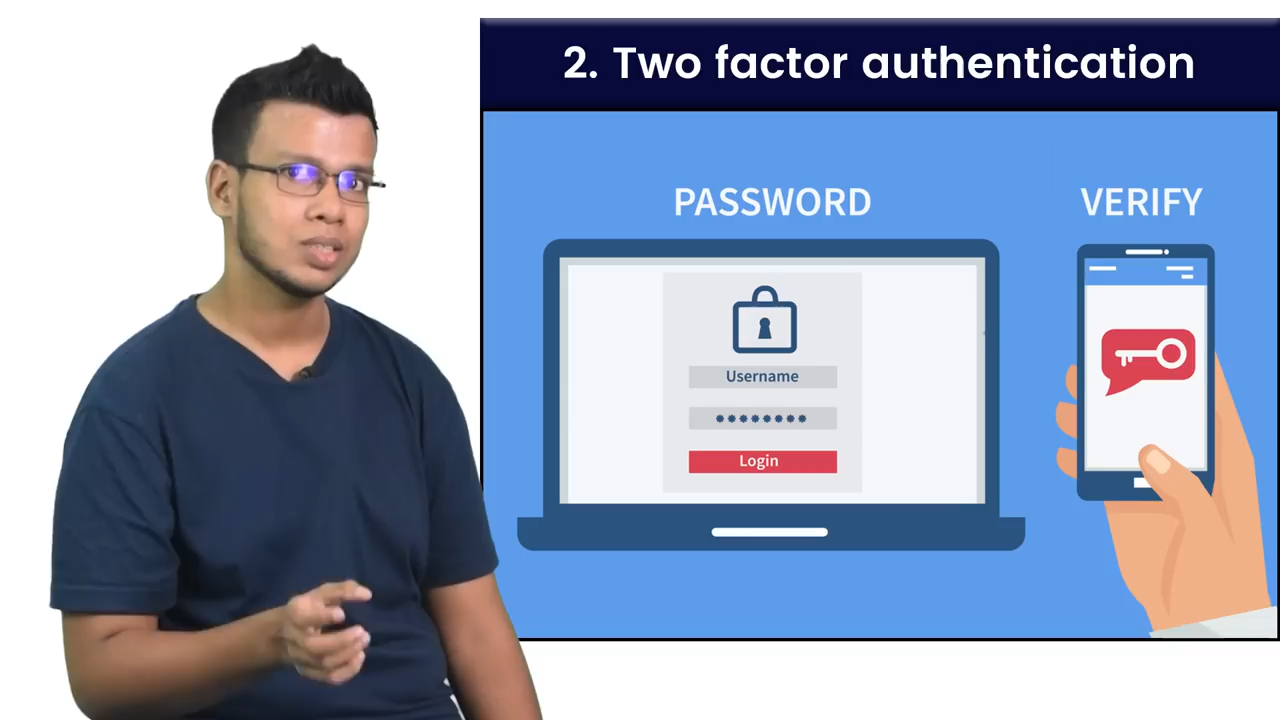 2. Two factor authentication
PASSWORD
VERIFY
Username
Login